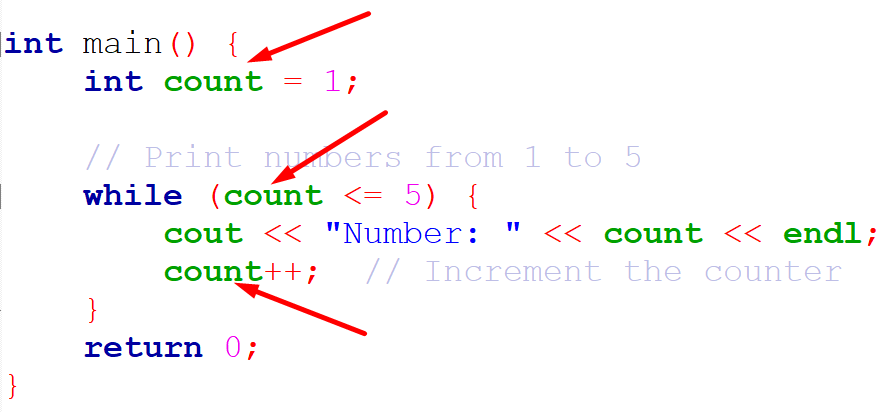 int main() {
    int count = 1;

    // Print numbers from 1 to 5
    while (count <= 5) {
        cout << "Number: " << count << endl;
        count++;  // Increment the counter
    }
    return 0;
}